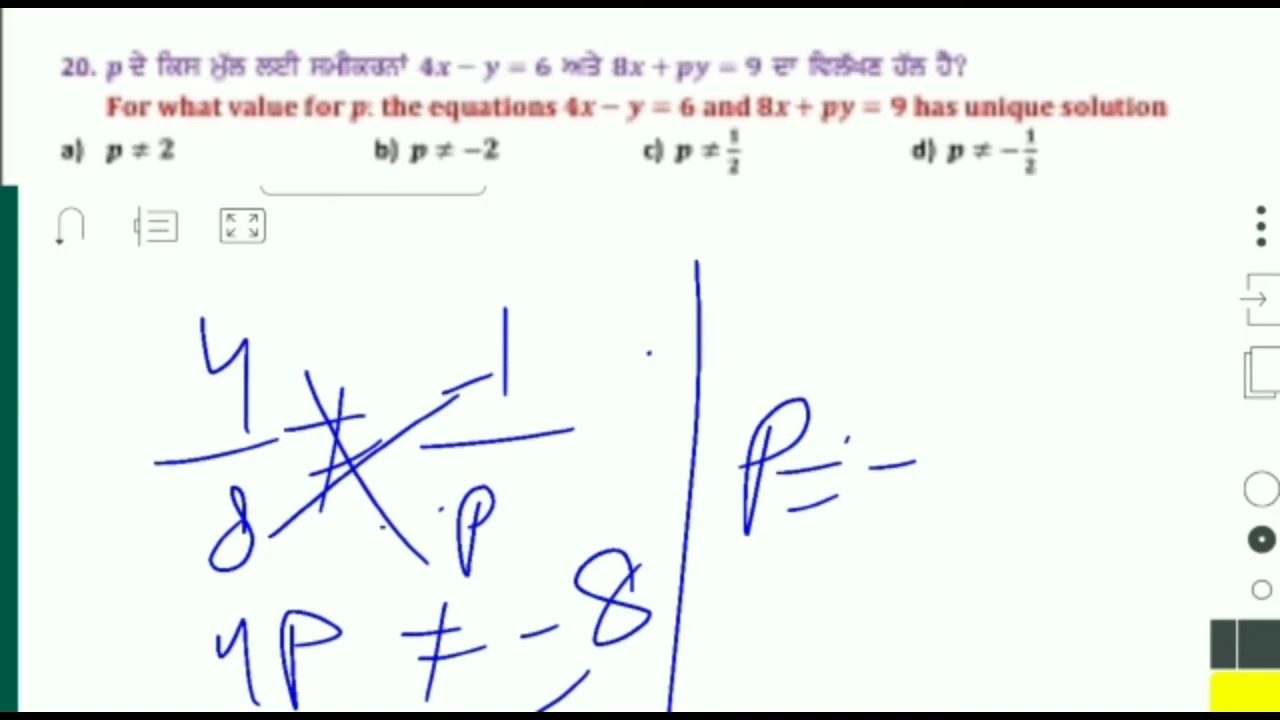 20. p ਦੇ ਕਿਸ ਮੁੱਲ ਲਈ ਸਮੀਕਰਨਾਂ 4x − y = 6 ਅਤੇ 8x + py = 9 ਦਾ ਵਿਲੱਖਣ ਹੱਲ ਹੈ?
For what value for p: the equations 4x − y = 6 and 8x + py = 9 has unique solution
a) p ≠ 2 b) p ≠ −2 c) p ≠ 1/2 d) p ≠ −1/2
4/8 ≠ -1/p
4p ≠ -8
P = -